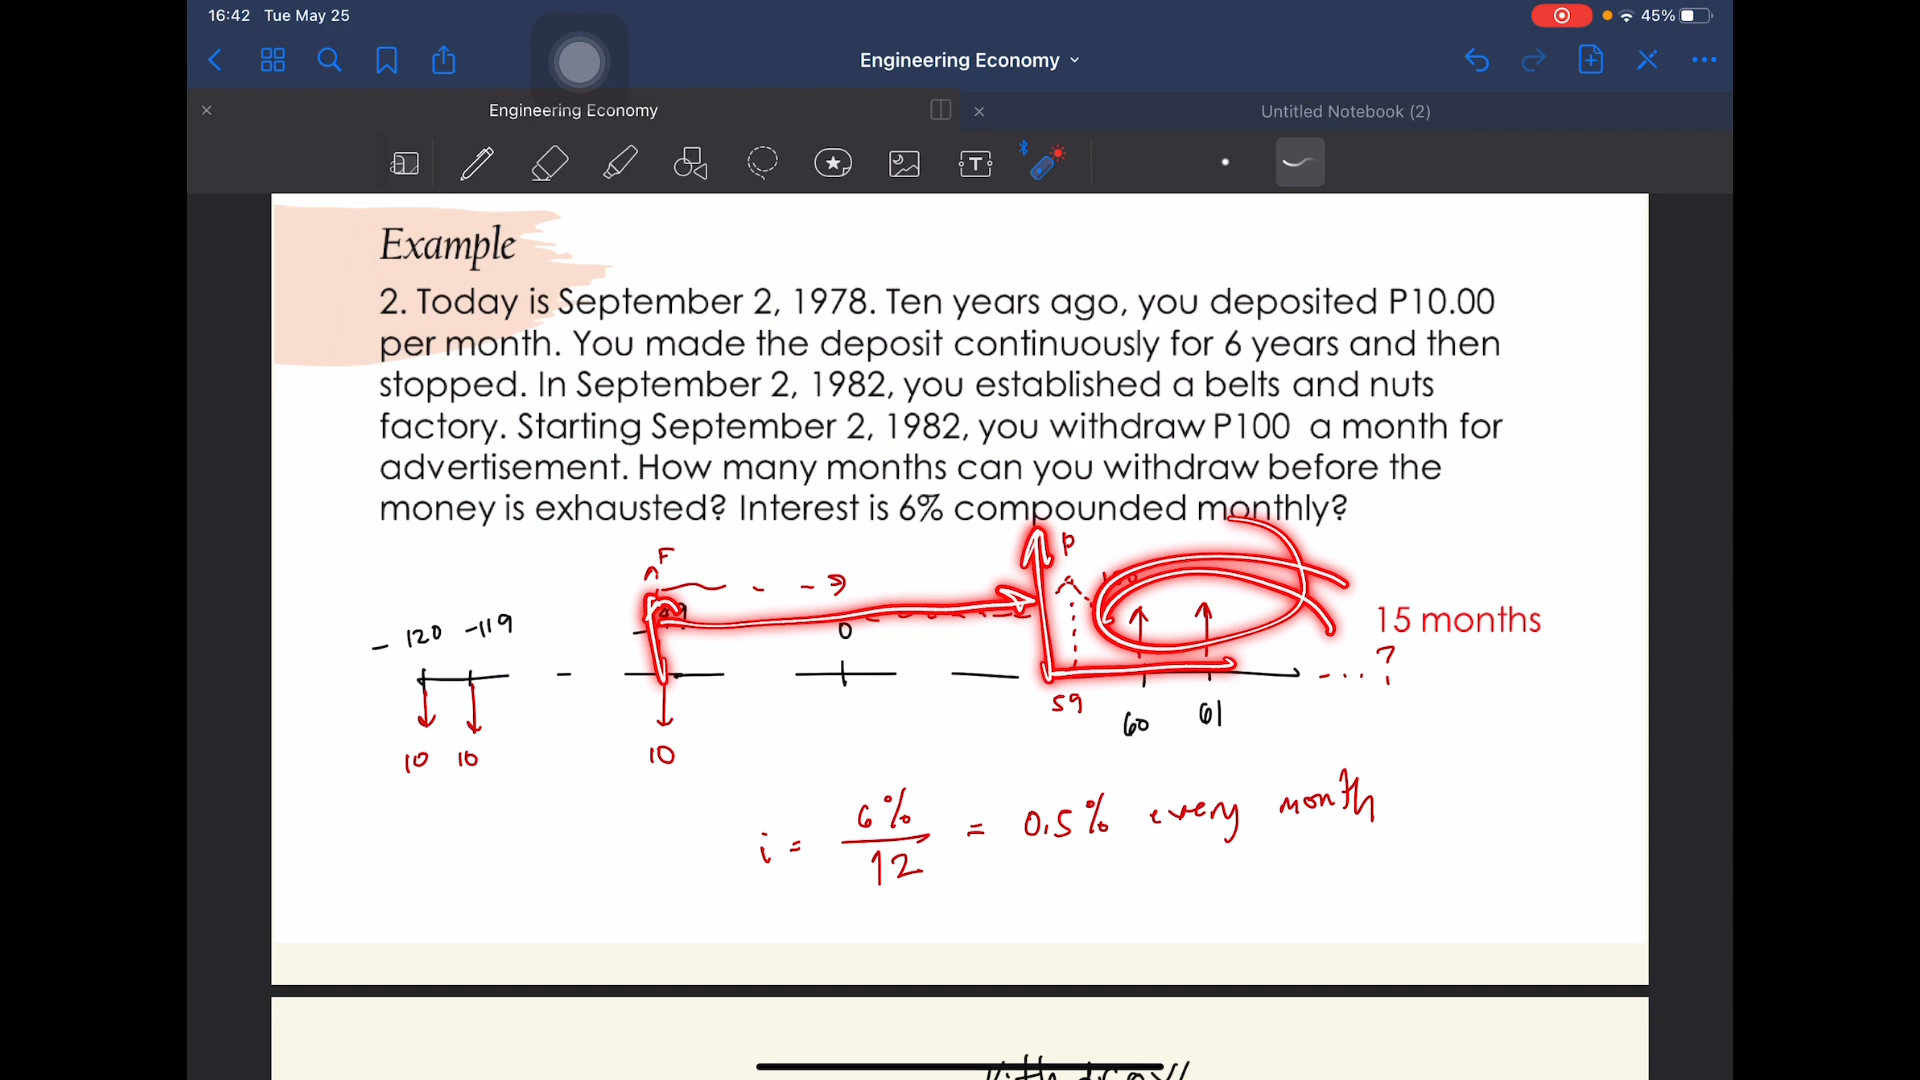 16:42 Tue May 25
45%
Engineering Economy
Engineering Economy
Untitled Notebook (2)
Example
2. Today is September 2, 1978. Ten years ago, you deposited P10.00
per month. You made the deposit continuously for 6 years and then
stopped. In September 2, 1982, you established a belts and nuts
factory. Starting September 2, 1982, you withdraw P100 a month for
advertisement. How many months can you withdraw before the
money is exhausted? Interest is 6% compounded monthly?
F
P
-120 -119
0
15 months
?
59
60
61
10 10
10
i = 6%/12 = 0.5% every month